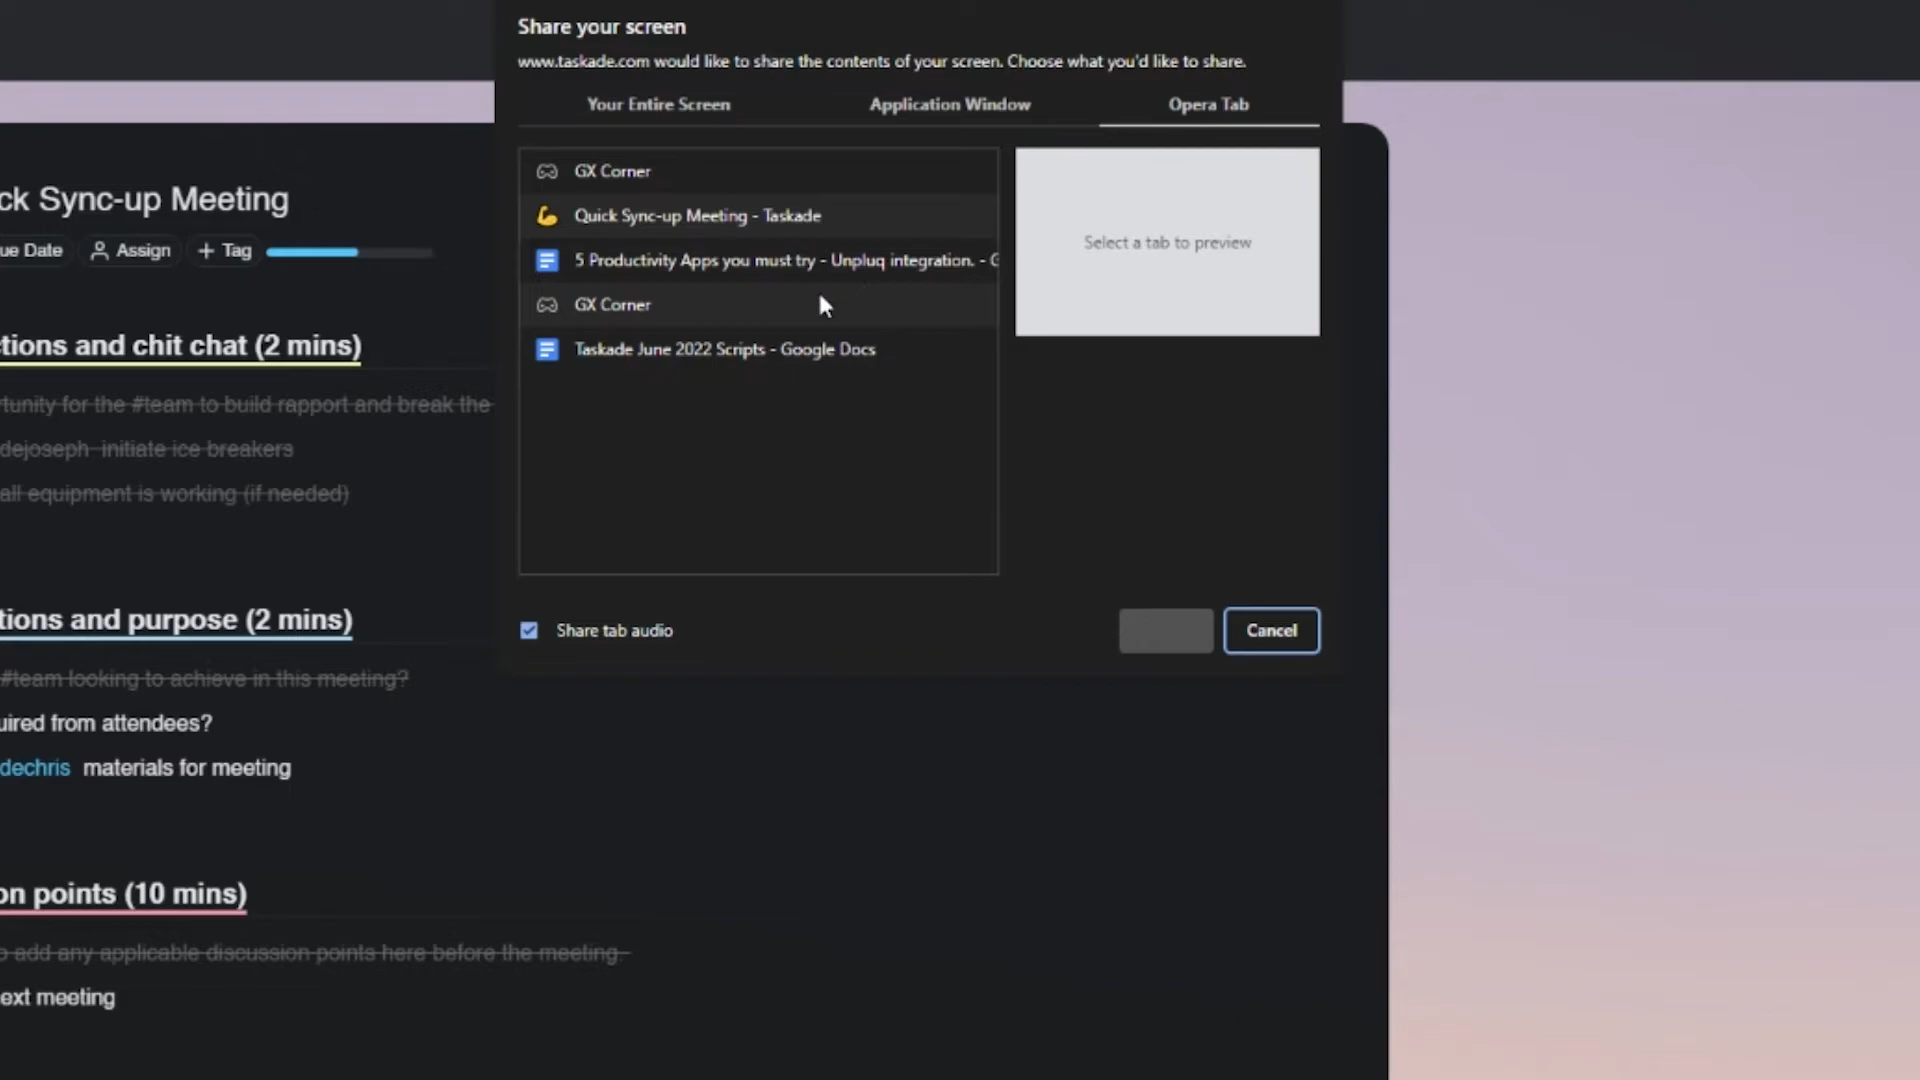 Share your screen
www.taskade.com would like to share the contents of your screen. Choose what you'd like to share.
Your Entire Screen
Application Window
Opera Tab
GX Corner
Quick Sync-up Meeting - Taskade
5 Productivity Apps you must try - Unpluq integration. -
GX Corner
Taskade June 2022 Scripts - Google Docs
Select a tab to preview
Share tab audio
Cancel
ck Sync-up Meeting
ue Date
Assign
+ Tag
tions and chit chat (2 mins)
rtunity for the #team to build rapport and break the
dejoseph initiate ice breakers
all equipment is working (if needed)
tions and purpose (2 mins)
#team looking to achieve in this meeting?
uired from attendees?
dechris materials for meeting
on points (10 mins)
o add any applicable discussion points here before the meeting.
ext meeting